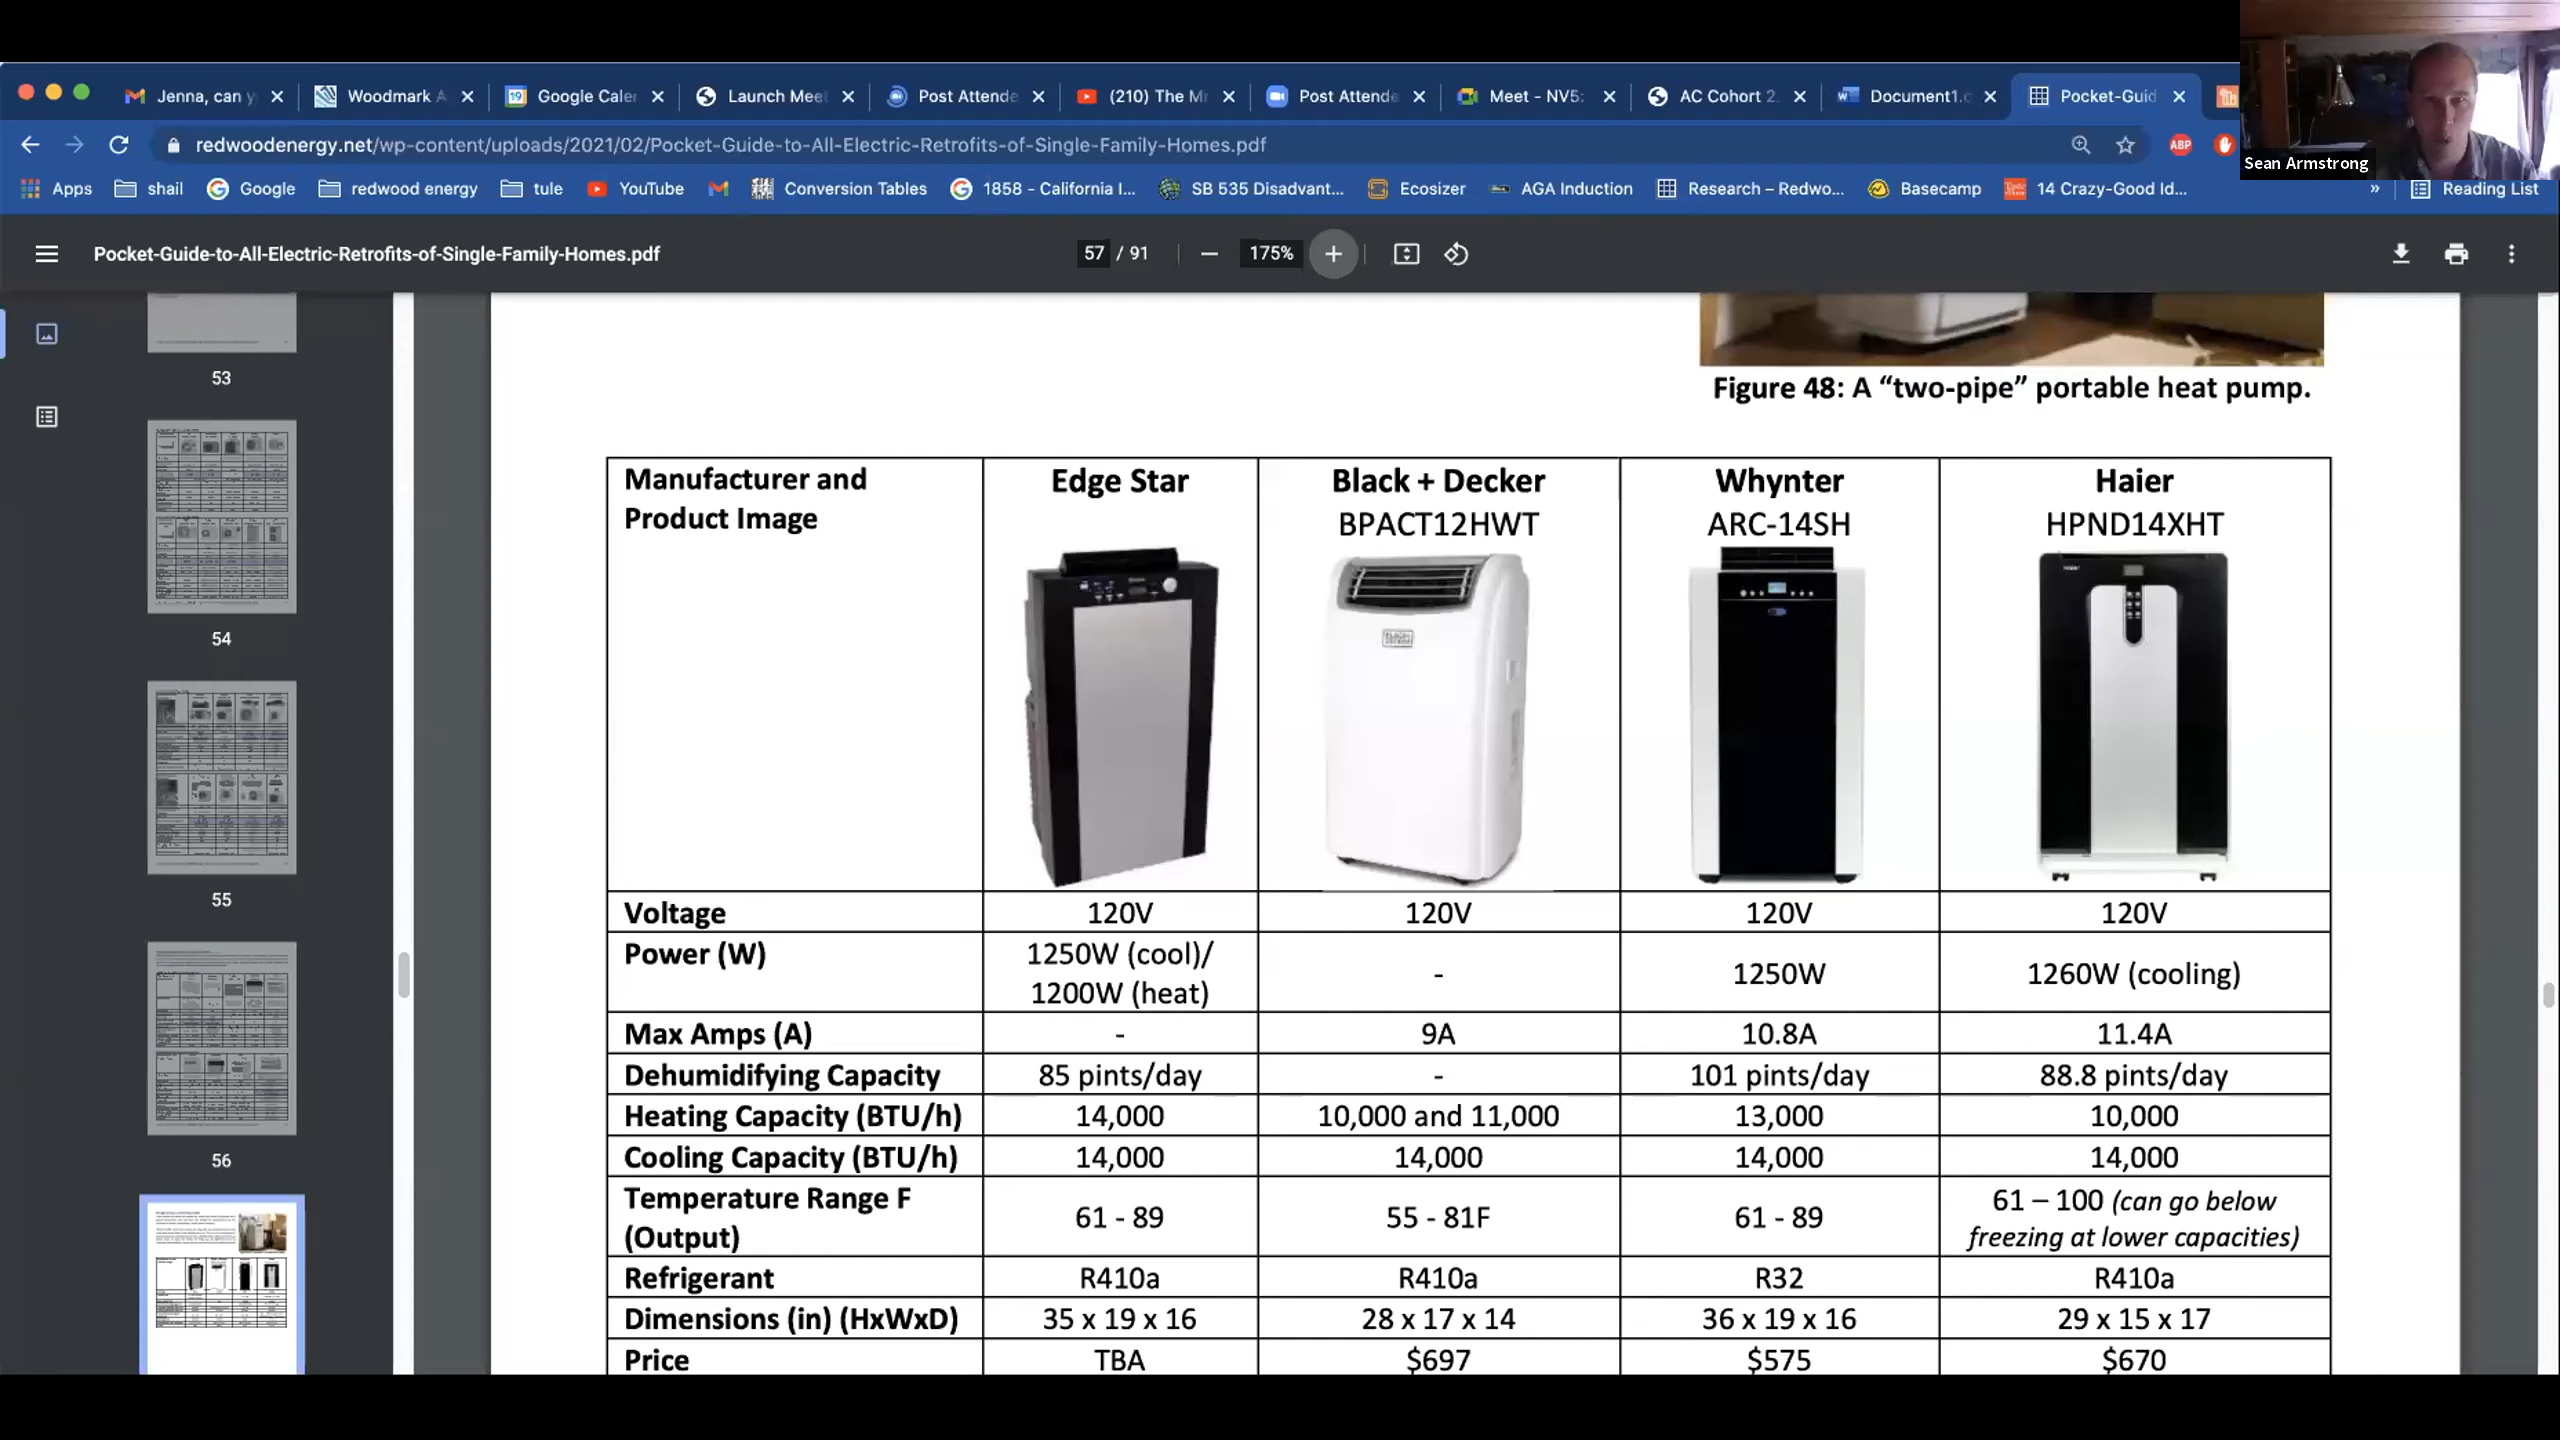 Jenna, can y
Woodmark A
Google Caler
Launch Meet
Post Attende
(210) The M
Post Attende
Meet - NV5:
AC Cohort 2.
Document1.
Pocket-Guid
redwoodenergy.net/wp-content/uploads/2021/02/Pocket-Guide-to-All-Electric-Retrofits-of-Single-Family-Homes.pdf
ABP
Sean Armstrong
Apps
shail
Google
redwood energy
tule
YouTube
Conversion Tables
1858 - California I...
SB 535 Disadvant...
Ecosizer
AGA Induction
Research – Redwo...
Basecamp
14 Crazy-Good Id...
»
Reading List
Pocket-Guide-to-All-Electric-Retrofits-of-Single-Family-Homes.pdf
57 / 91
175%
53
54
55
56
Figure 48: A “two-pipe” portable heat pump.
Manufacturer and
Product Image
Edge Star
Black + Decker
BPACT12HWT
Whynter
ARC-14SH
Haier
HPND14XHT
Voltage 120V 120V 120V 120V
Power (W) 1250W (cool)/
1200W (heat) - 1250W 1260W (cooling)
Max Amps (A) - 9A 10.8A 11.4A
Dehumidifying Capacity 85 pints/day - 101 pints/day 88.8 pints/day
Heating Capacity (BTU/h) 14,000 10,000 and 11,000 13,000 10,000
Cooling Capacity (BTU/h) 14,000 14,000 14,000 14,000
Temperature Range F
(Output) 61 - 89 55 - 81F 61 - 89 61 – 100 (can go below
freezing at lower capacities)
Refrigerant R410a R410a R32 R410a
Dimensions (in) (HxWxD) 35 x 19 x 16 28 x 17 x 14 36 x 19 x 16 29 x 15 x 17
Price TBA $697 $575 $670